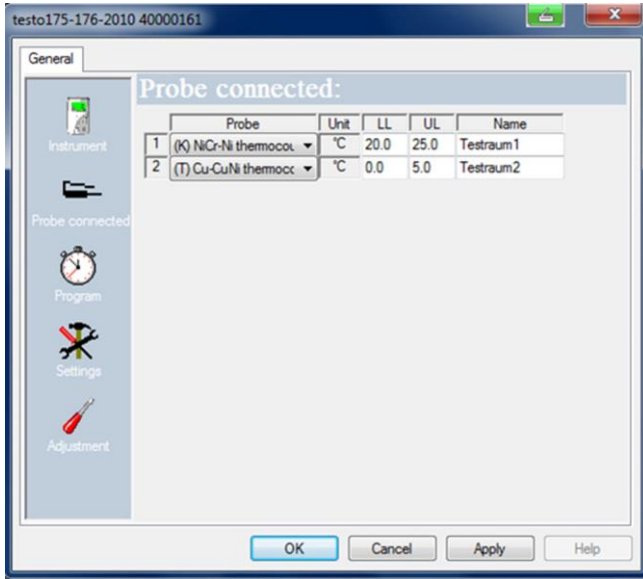 testo175-176-2010 40000161
General
Probe connected:
Instrument
Probe connected
Program
Settings
Adjustment
Probe Unit LL UL Name
1 (K) NiCr-Ni thermocou °C 20.0 25.0 Testraum1
2 (T) Cu-CuNi thermocc °C 0.0 5.0 Testraum2
OK Cancel Apply Help